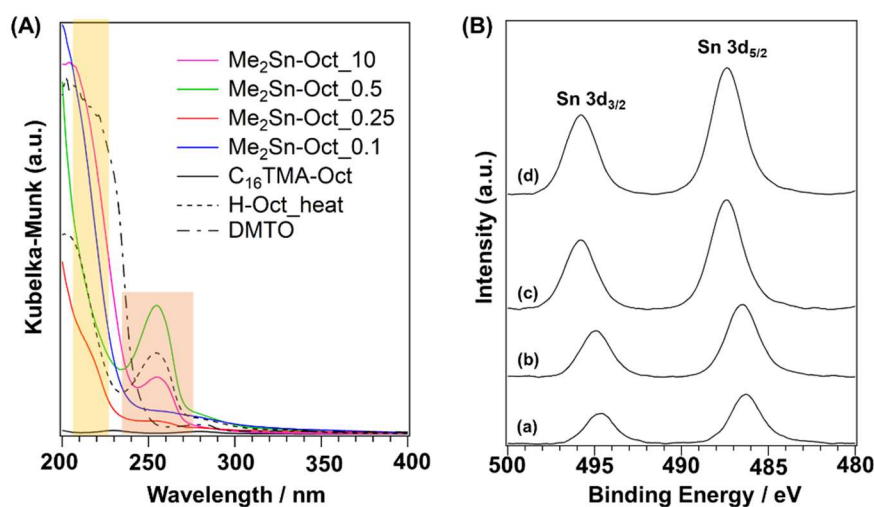 (A)
Me₂Sn-Oct_10
Me₂Sn-Oct_0.5
Me₂Sn-Oct_0.25
Me₂Sn-Oct_0.1
C₁₆TMA-Oct
H-Oct_heat
DMTO
Kubelka-Munk (a.u.)
200 250 300 350 400
Wavelength / nm
(B)
Sn 3d₅/₂
Sn 3d₃/₂
(d)
(c)
(b)
(a)
Intensity (a.u.)
500 495 490 485 480
Binding Energy / eV